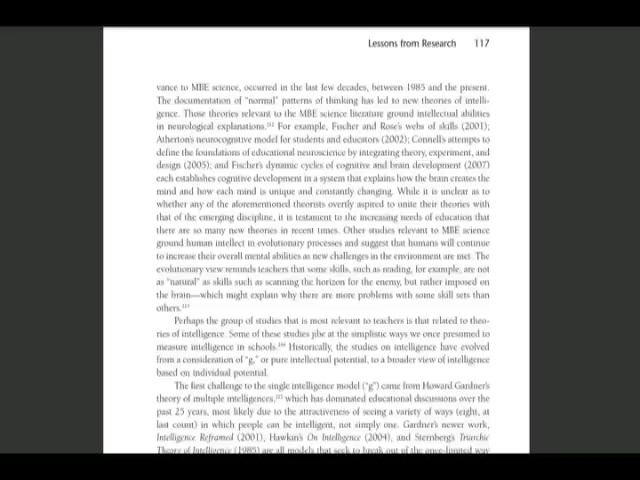 Lessons from Research 117
vance to MBE science, occurred in the last few decades, between 1985 and the present.
The documentation of "normal" patterns of thinking has led to new theories of intelli-
gence. Those theories relevant to the MBE science literature ground intellectual abilities
in neurological explanations. For example, Fischer and Rose's webs of skills (2001);
Atherton's neurocognitive model for students and educators (2002); Connell's attempts to
define the foundations of educational neuroscience by integrating theory, experiment, and
design (2005); and Fischer's dynamic cycles of cognitive and brain development (2007)
each establishes cognitive development in a system that explains how the brain creates the
mind and how each mind is unique and constantly changing. While it is unclear as to
whether any of the aforementioned theorists overtly aspired to unite their theories with
that of the emerging discipline, it is testament to the increasing needs of education that
there are so many new theories in recent times. Other studies relevant to MBE science
ground human intellect in evolutionary processes and suggest that humans will continue
to increase their overall mental abilities as new challenges in the environment are met. The
evolutionary view reminds teachers that some skills, such as reading, for example, are not
as "natural" as skills such as scanning the horizon for the enemy, but rather imposed on
the brain—which might explain why there are more problems with some skill sets than
others.
Perhaps the group of studies that is most relevant to teachers is that related to theo-
ries of intelligence. Some of these studies jibe at the simplistic ways we once presumed to
measure intelligence in schools. Historically, the studies on intelligence have evolved
from a consideration of "g," or pure intellectual potential, to a broader view of intelligence
based on individual potential.
The first challenge to the single intelligence model ("g") came from Howard Gardner's
theory of multiple intelligences, which has dominated educational discussions over the
past 25 years, most likely due to the attractiveness of seeing a variety of ways (eight, at
last count) in which people can be intelligent, not simply one. Gardner's newer work,
Intelligence Reframed (2001), Hawkin's On Intelligence (2004), and Sternberg's Triarchic
Theory of Intelligence (1985) are all models that seek to break out of the once-limited way